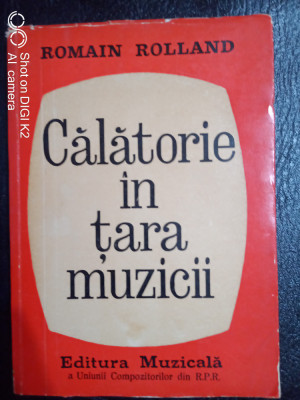 ROMAIN ROLLAND
Călătorie
în
țara
muzicii
Editura Muzicală
a Uniunii Compozitorilor din R.P.R.
Shot on DIGI K2
AI camera